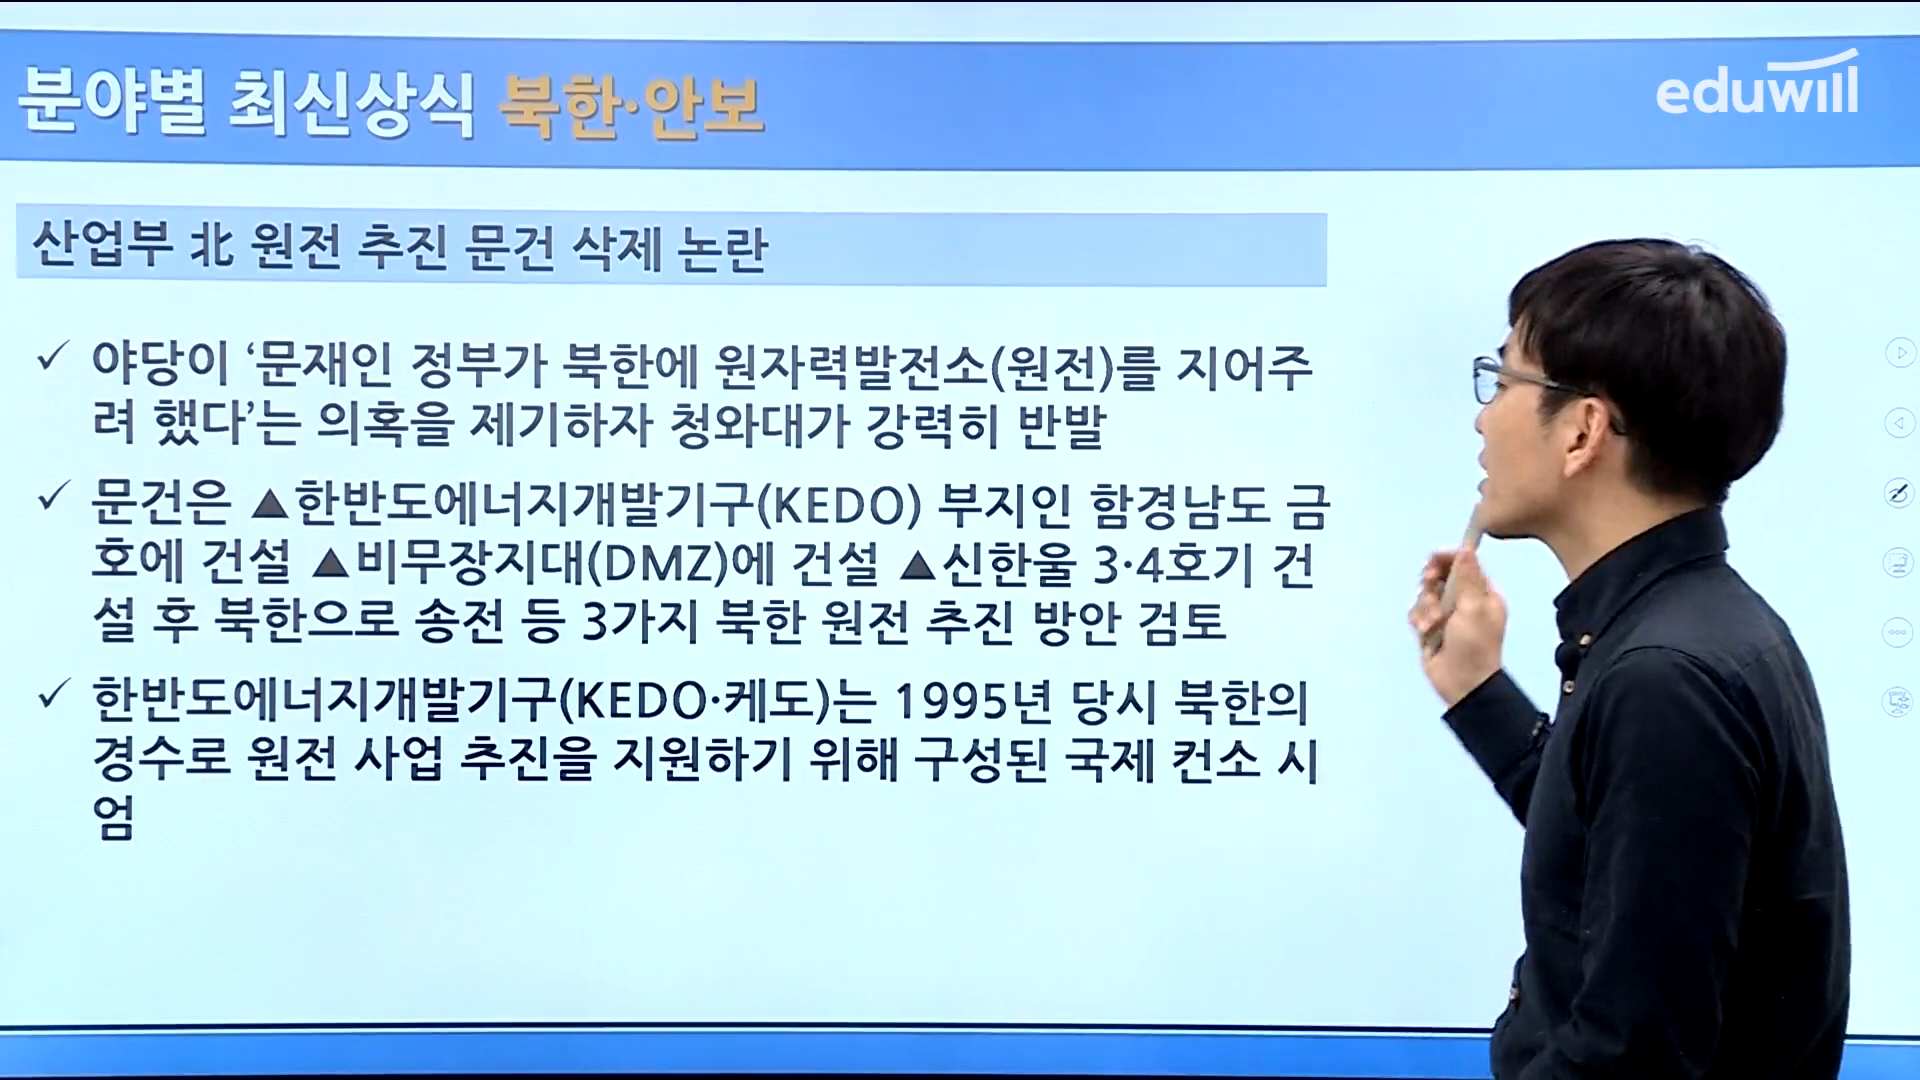 분야별 최신상식 북한·안보
eduwill
산업부 北 원전 추진 문건 삭제 논란
✓ 야당이 ‘문재인 정부가 북한에 원자력발전소(원전)를 지어주
려 했다’는 의혹을 제기하자 청와대가 강력히 반발
✓ 문건은 ▲한반도에너지개발기구(KEDO) 부지인 함경남도 금
호에 건설 ▲비무장지대(DMZ)에 건설 ▲신한울 3·4호기 건
설 후 북한으로 송전 등 3가지 북한 원전 추진 방안 검토
✓ 한반도에너지개발기구(KEDO·케도)는 1995년 당시 북한의
경수로 원전 사업 추진을 지원하기 위해 구성된 국제 컨소 시
엄